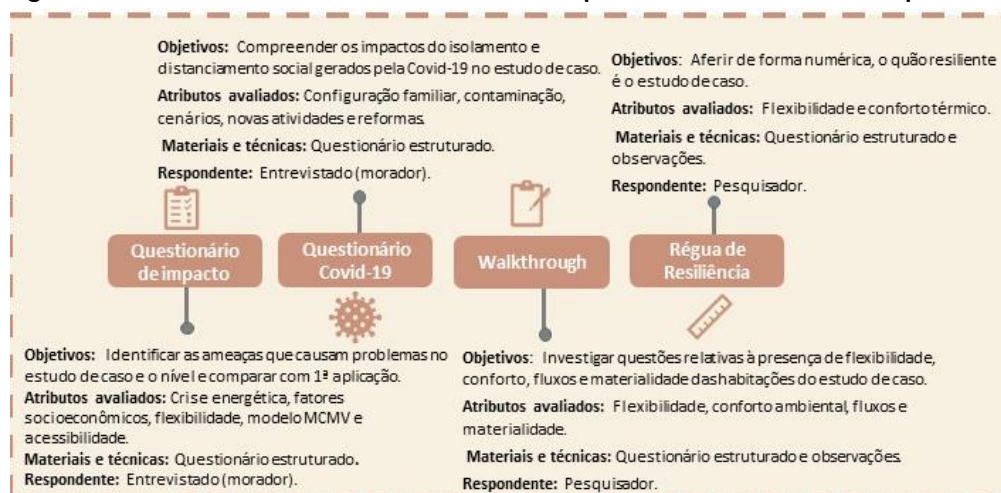 Objetivos: Compreender os impactos do isolamento e
distanciamento social gerados pela Covid-19 no estudo de caso.
Atributos avaliados: Configuração familiar, contaminação,
cenários, novas atividades e reformas.
Materiais e técnicas: Questionário estruturado.
Respondente: Entrevistado (morador).
Objetivos: Aferir de forma numérica, o quão resiliente
é o estudo de caso.
Atributos avaliados: Flexibilidade e conforto térmico.
Materiais e técnicas: Questionário estruturado e
observações.
Respondente: Pesquisador.
Questionário
de impacto
Questionário
Covid-19
Walkthrough
Régua de
Resiliência
Objetivos: Identificar as ameaças que causam problemas no
estudo de caso e o nível e comparar com 1ª aplicação.
Atributos avaliados: Crise energética, fatores
socioeconômicos, flexibilidade, modelo MCMV e
acessibilidade.
Materiais e técnicas: Questionário estruturado.
Respondente: Entrevistado (morador).
Objetivos: Investigar questões relativas à presença de flexibilidade,
conforto, fluxos e materialidade das habitações do estudo de caso.
Atributos avaliados: Flexibilidade, conforto ambiental, fluxos e
materialidade.
Materiais e técnicas: Questionário estruturado e observações.
Respondente: Pesquisador.